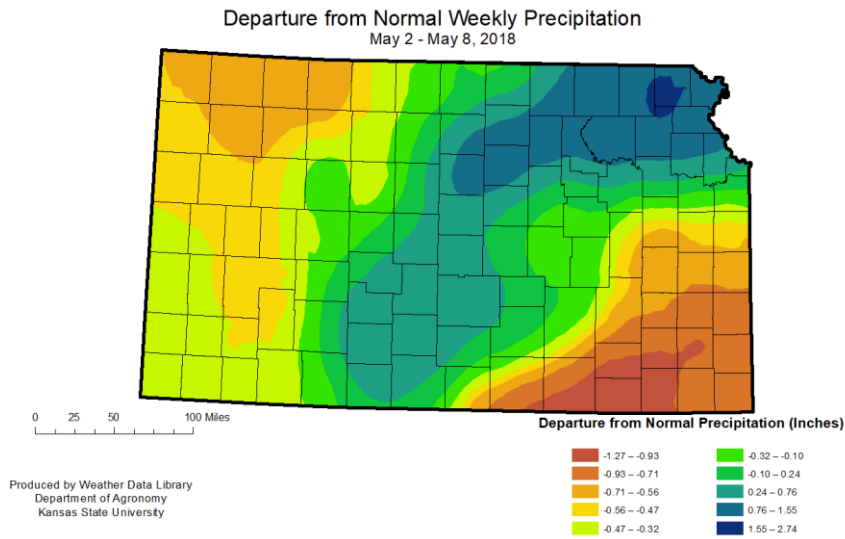 Departure from Normal Weekly Precipitation
May 2 - May 8, 2018
0 25 50 100 Miles
Produced by Weather Data Library
Department of Agronomy
Kansas State University
Departure from Normal Precipitation (Inches)
-1.27 – -0.93
-0.93 – -0.71
-0.71 – -0.56
-0.56 – -0.47
-0.47 – -0.32
-0.32 – -0.10
-0.10 – 0.24
0.24 – 0.76
0.76 – 1.55
1.55 – 2.74